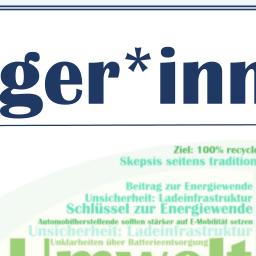 ger*inn
Ziel: 100% recycle
Skepsis seitens tradition
Beitrag zur Energiewende
Unsicherheit: Ladeinfrastruktur
Schlüssel zur Energiewende
Automobilherstellende sollten stärker auf E-Mobilität setzen
Unsicherheit: Ladeinfrastruktur
Unklarheiten über Batterieentsorgung
Umwelt